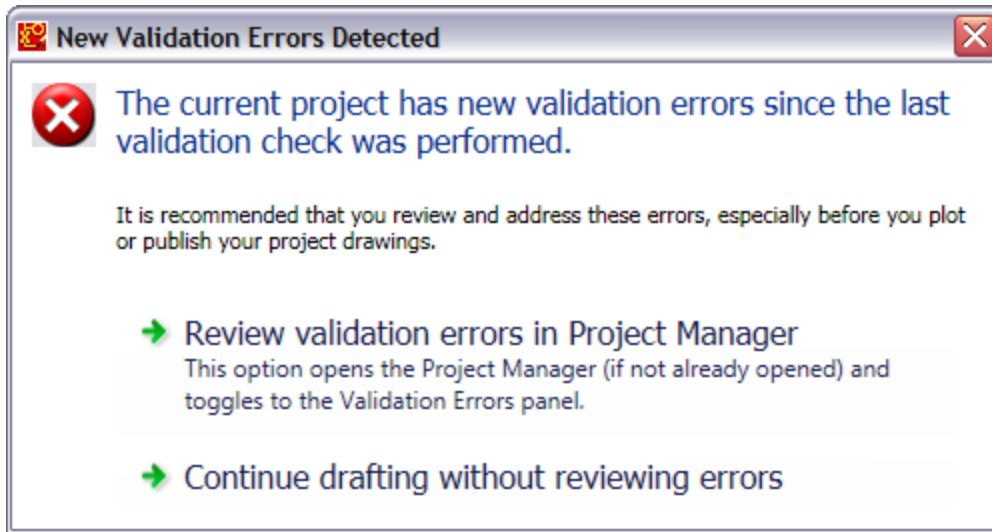 New Validation Errors Detected
The current project has new validation errors since the last
validation check was performed.
It is recommended that you review and address these errors, especially before you plot
or publish your project drawings.
Review validation errors in Project Manager
This option opens the Project Manager (if not already opened) and
toggles to the Validation Errors panel.
Continue drafting without reviewing errors